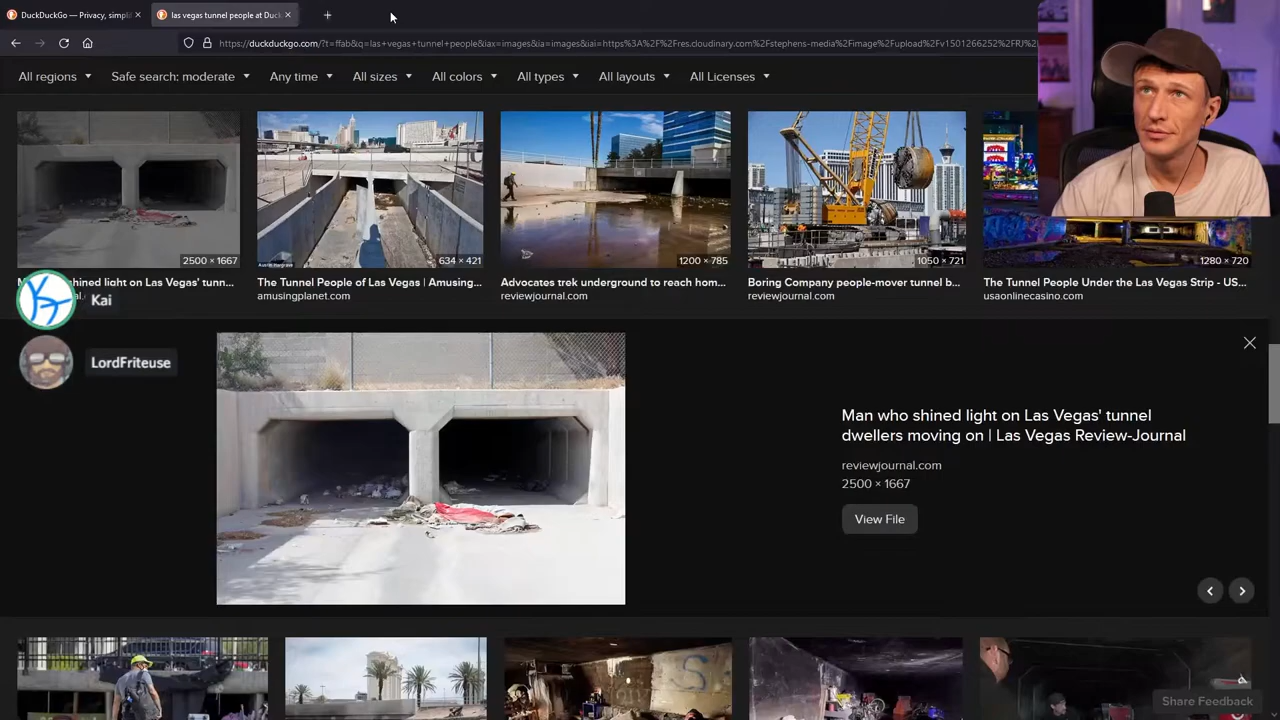 DuckDuckGo — Privacy, simpli
las vegas tunnel people at Duc
https://duckduckgo.com/?t=ffab&q=las+vegas+tunnel+people&iax=images&ia=images&iai=https%3A%2F%2Fres.cloudinary.com%2Fstephens-media%2Fimage%2Fupload%2Fv1501266252%2FRJ%
All regions
Safe search: moderate
Any time
All sizes
All colors
All types
All layouts
All Licenses
2500 × 1667
Austin Hargrave
634 × 421
1200 × 785
1050 × 721
1280 × 720
shined light on Las Vegas' tunn...
The Tunnel People of Las Vegas | Amusing...
Advocates trek underground to reach hom...
Boring Company people-mover tunnel b...
The Tunnel People Under the Las Vegas Strip - US...
amusingplanet.com
reviewjournal.com
reviewjournal.com
usaonlinecasino.com
Kai
LordFriteuse
Man who shined light on Las Vegas' tunnel
dwellers moving on | Las Vegas Review-Journal
reviewjournal.com
2500 × 1667
View File
Share Feedback